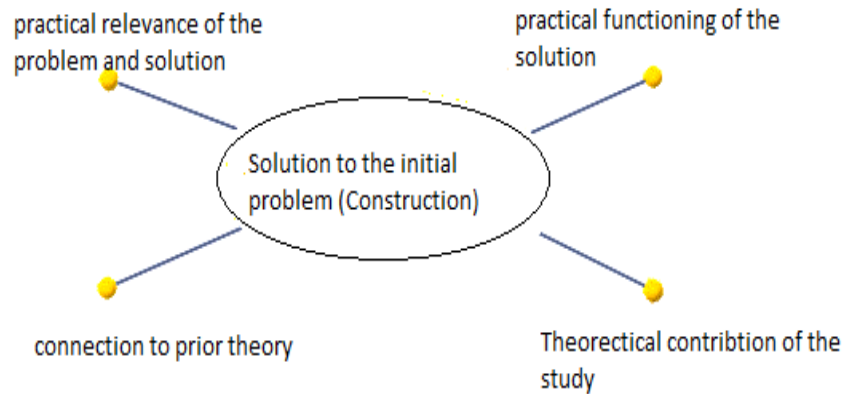 practical relevance of the
problem and solution
practical functioning of the
solution
Solution to the initial
problem (Construction)
connection to prior theory
Theorectical contribtion of the
study